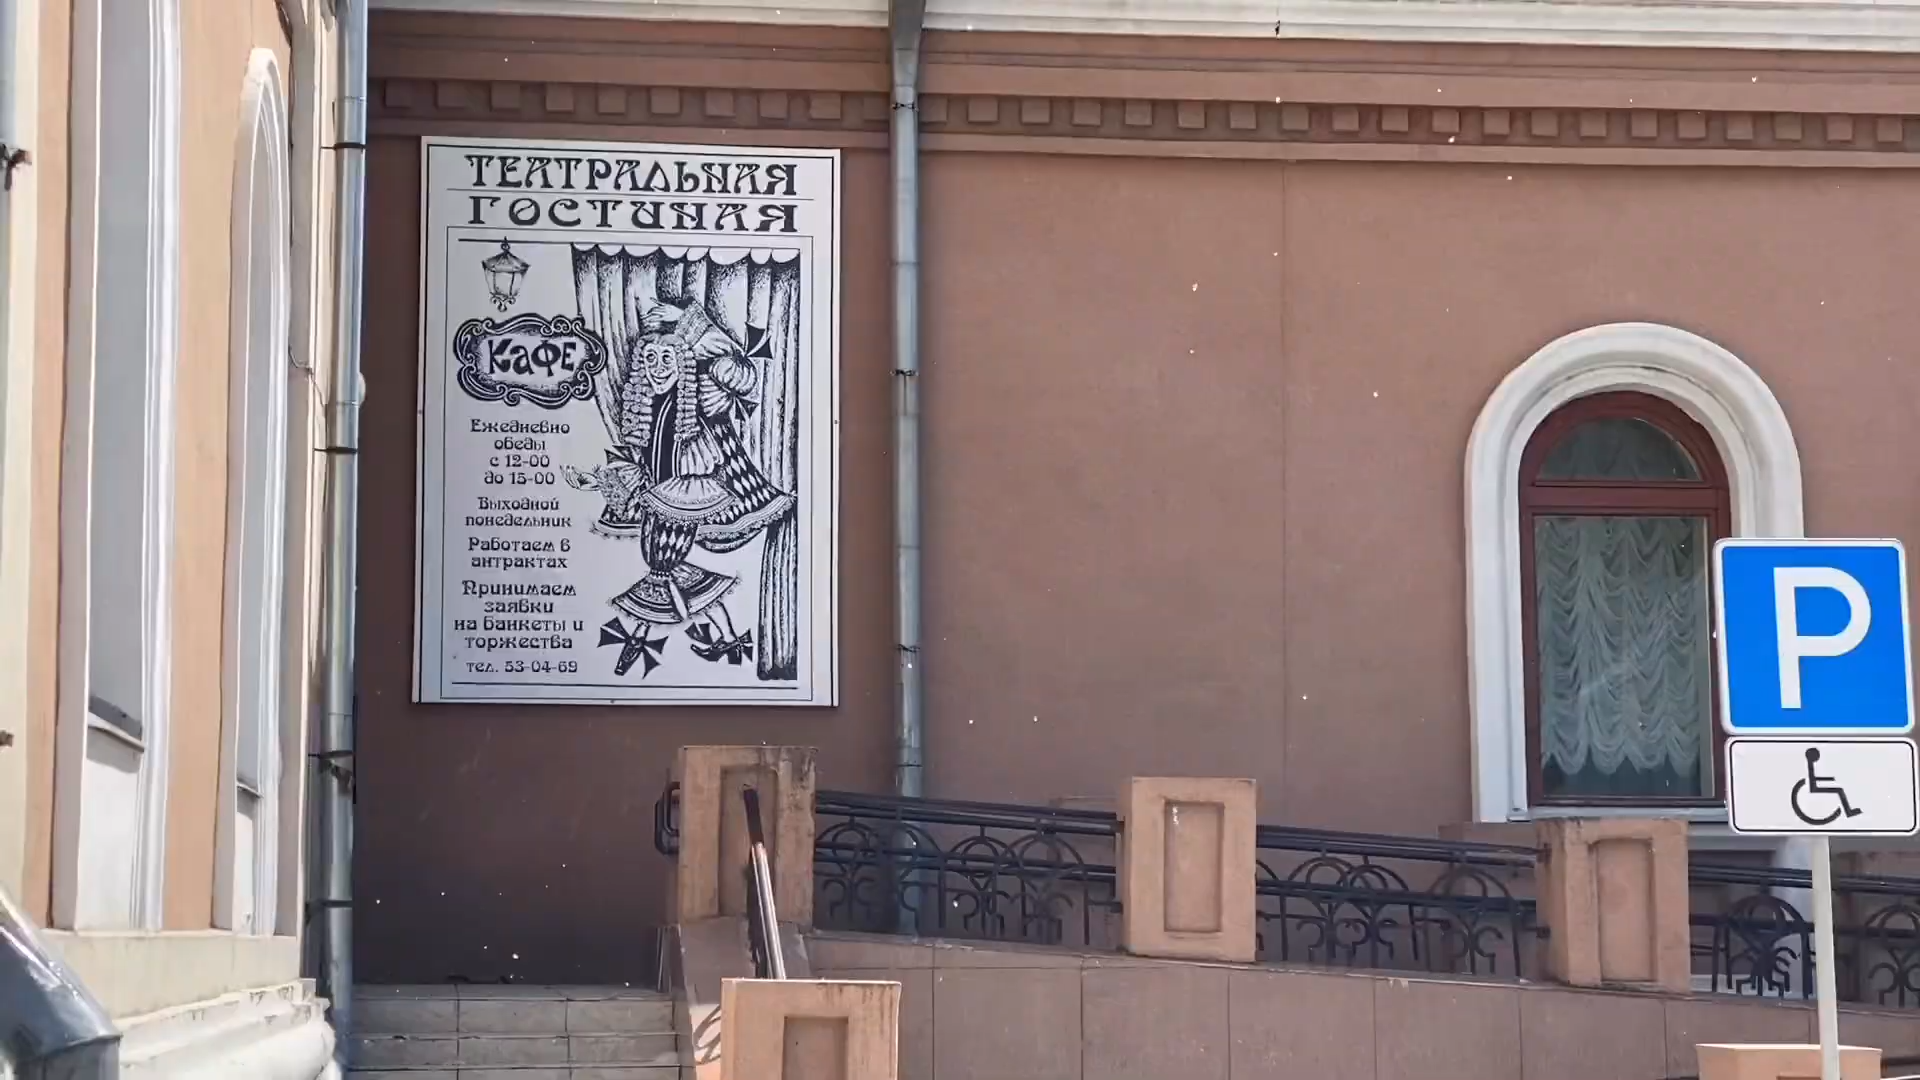 ТЕАТРАЛЬНАЯ
ГОСТИНАЯ
КаФЕ
Ежедневно
обеды
с 12-00
до 15-00
Выходной
понедельник
Работаем в
антрактах
Принимаем
заявки
на банкеты и
торжества
тел. 53-04-69
P